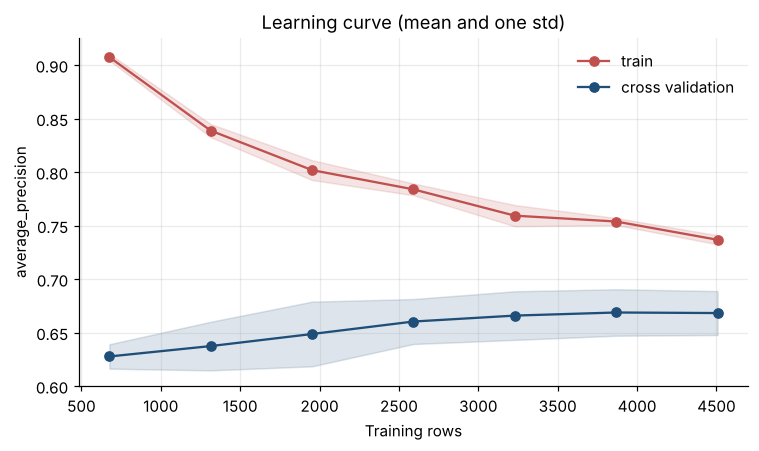 Learning curve (mean and one std)
train
cross validation
average_precision
0.90
0.85
0.80
0.75
0.70
0.65
0.60
500 1000 1500 2000 2500 3000 3500 4000 4500
Training rows